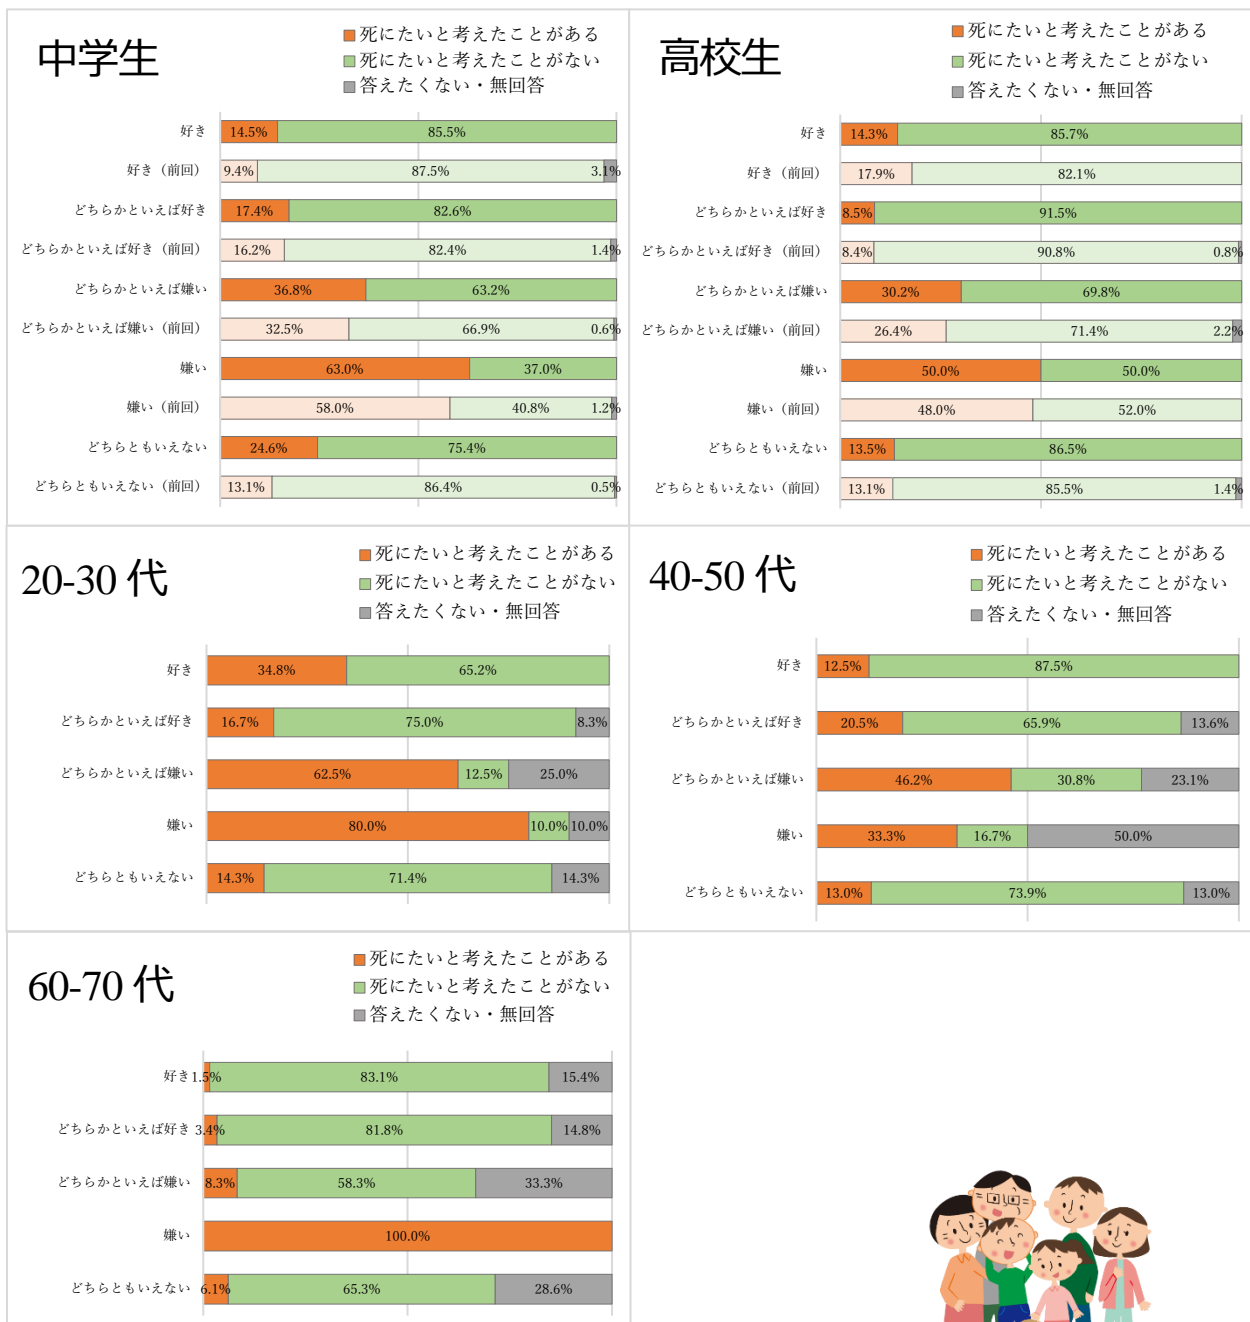 中学生
死にたいと考えたことがある
死にたいと考えたことがない
答えたくない・無回答
好き 14.5% 85.5%
好き（前回） 9.4% 87.5% 3.1%
どちらかといえば好き 17.4% 82.6%
どちらかといえば好き（前回） 16.2% 82.4% 1.4%
どちらかといえば嫌い 36.8% 63.2%
どちらかといえば嫌い（前回） 32.5% 66.9% 0.6%
嫌い 63.0% 37.0%
嫌い（前回） 58.0% 40.8% 1.2%
どちらともいえない 24.6% 75.4%
どちらともいえない（前回） 13.1% 86.4% 0.5%
高校生
死にたいと考えたことがある
死にたいと考えたことがない
答えたくない・無回答
好き 14.3% 85.7%
好き（前回） 17.9% 82.1%
どちらかといえば好き 8.5% 91.5%
どちらかといえば好き（前回） 8.4% 90.8% 0.8%
どちらかといえば嫌い 30.2% 69.8%
どちらかといえば嫌い（前回） 26.4% 71.4% 2.2%
嫌い 50.0% 50.0%
嫌い（前回） 48.0% 52.0%
どちらともいえない 13.5% 86.5%
どちらともいえない（前回） 13.1% 85.5% 1.4%
20-30 代
死にたいと考えたことがある
死にたいと考えたことがない
答えたくない・無回答
好き 34.8% 65.2%
どちらかといえば好き 16.7% 75.0% 8.3%
どちらかといえば嫌い 62.5% 12.5% 25.0%
嫌い 80.0% 10.0% 10.0%
どちらともいえない 14.3% 71.4% 14.3%
40-50 代
死にたいと考えたことがある
死にたいと考えたことがない
答えたくない・無回答
好き 12.5% 87.5%
どちらかといえば好き 20.5% 65.9% 13.6%
どちらかといえば嫌い 46.2% 30.8% 23.1%
嫌い 33.3% 16.7% 50.0%
どちらともいえない 13.0% 73.9% 13.0%
60-70 代
死にたいと考えたことがある
死にたいと考えたことがない
答えたくない・無回答
好き 1.5% 83.1% 15.4%
どちらかといえば好き 3.4% 81.8% 14.8%
どちらかといえば嫌い 8.3% 58.3% 33.3%
嫌い 100.0%
どちらともいえない 6.1% 65.3% 28.6%